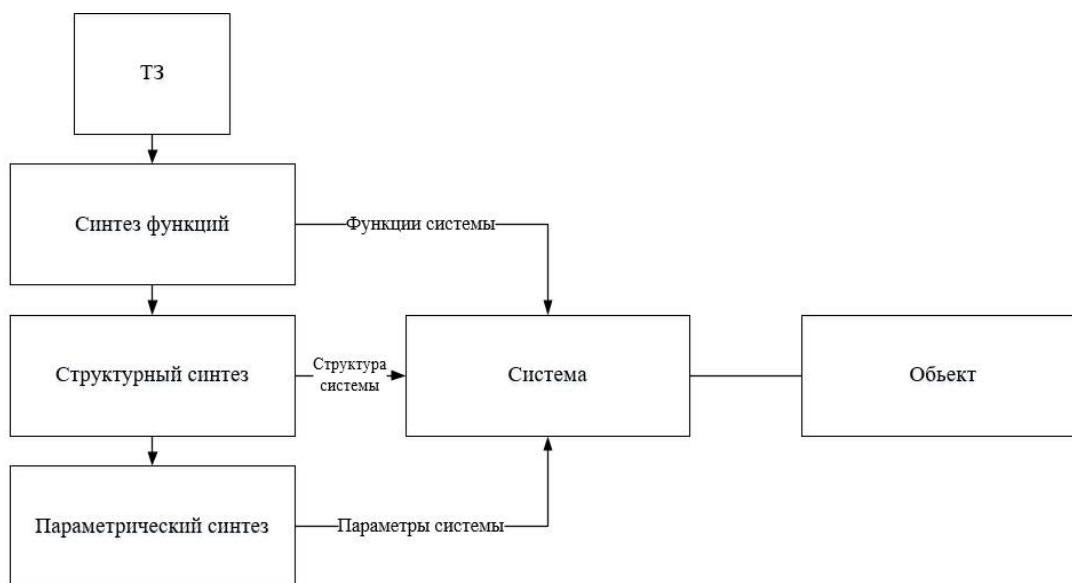 ТЗ
Синтез функций
Функции системы
Структурный синтез
Структура
системы
Система
Обьект
Параметрический синтез
Параметры системы